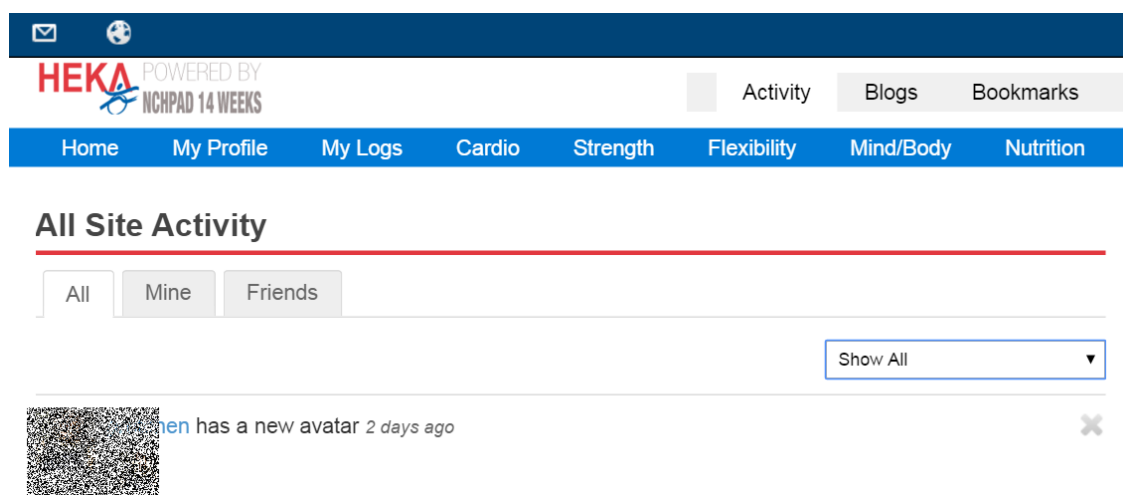 HEKA POWERED BY
NCHPAD 14 WEEKS
Activity Blogs Bookmarks
Home My Profile My Logs Cardio Strength Flexibility Mind/Body Nutrition
All Site Activity
All Mine Friends
Show All
has a new avatar 2 days ago